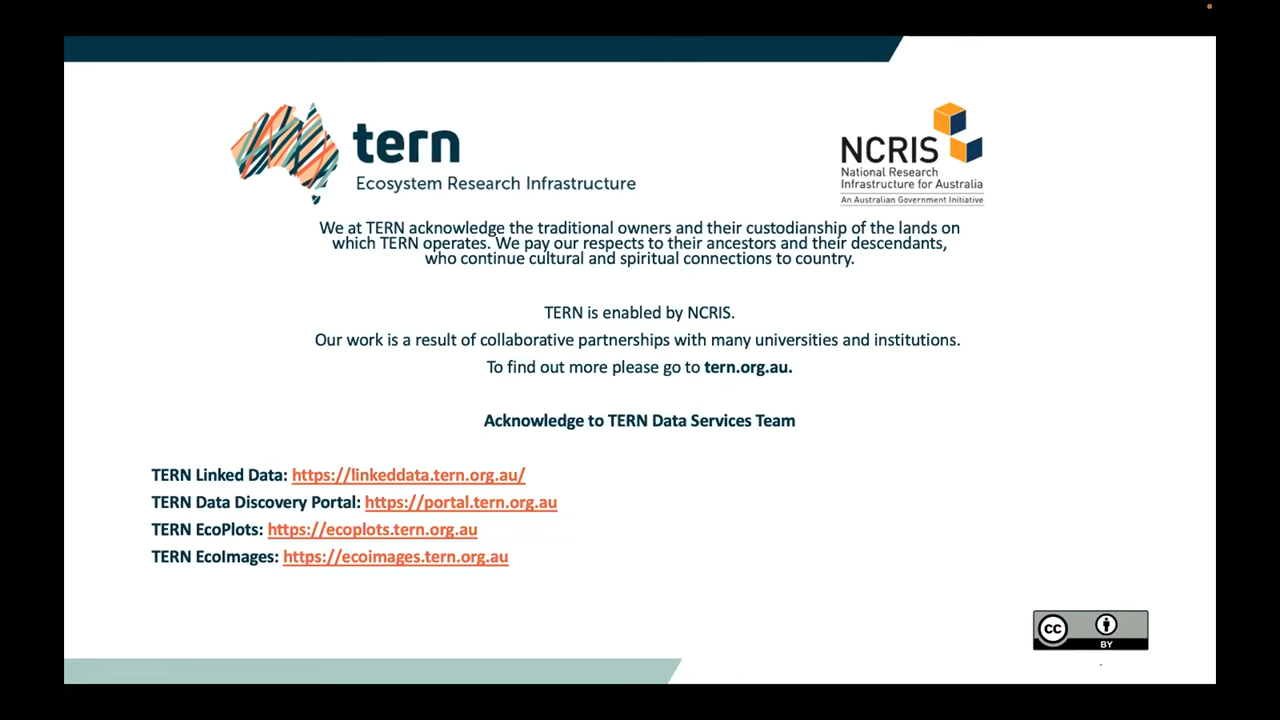 tern
Ecosystem Research Infrastructure
NCRIS
National Research
Infrastructure for Australia
An Australian Government Initiative
We at TERN acknowledge the traditional owners and their custodianship of the lands on
which TERN operates. We pay our respects to their ancestors and their descendants,
who continue cultural and spiritual connections to country.
TERN is enabled by NCRIS.
Our work is a result of collaborative partnerships with many universities and institutions.
To find out more please go to tern.org.au.
Acknowledge to TERN Data Services Team
TERN Linked Data: https://linkeddata.tern.org.au/
TERN Data Discovery Portal: https://portal.tern.org.au
TERN EcoPlots: https://ecoplots.tern.org.au
TERN EcoImages: https://ecoimages.tern.org.au
CC
BY